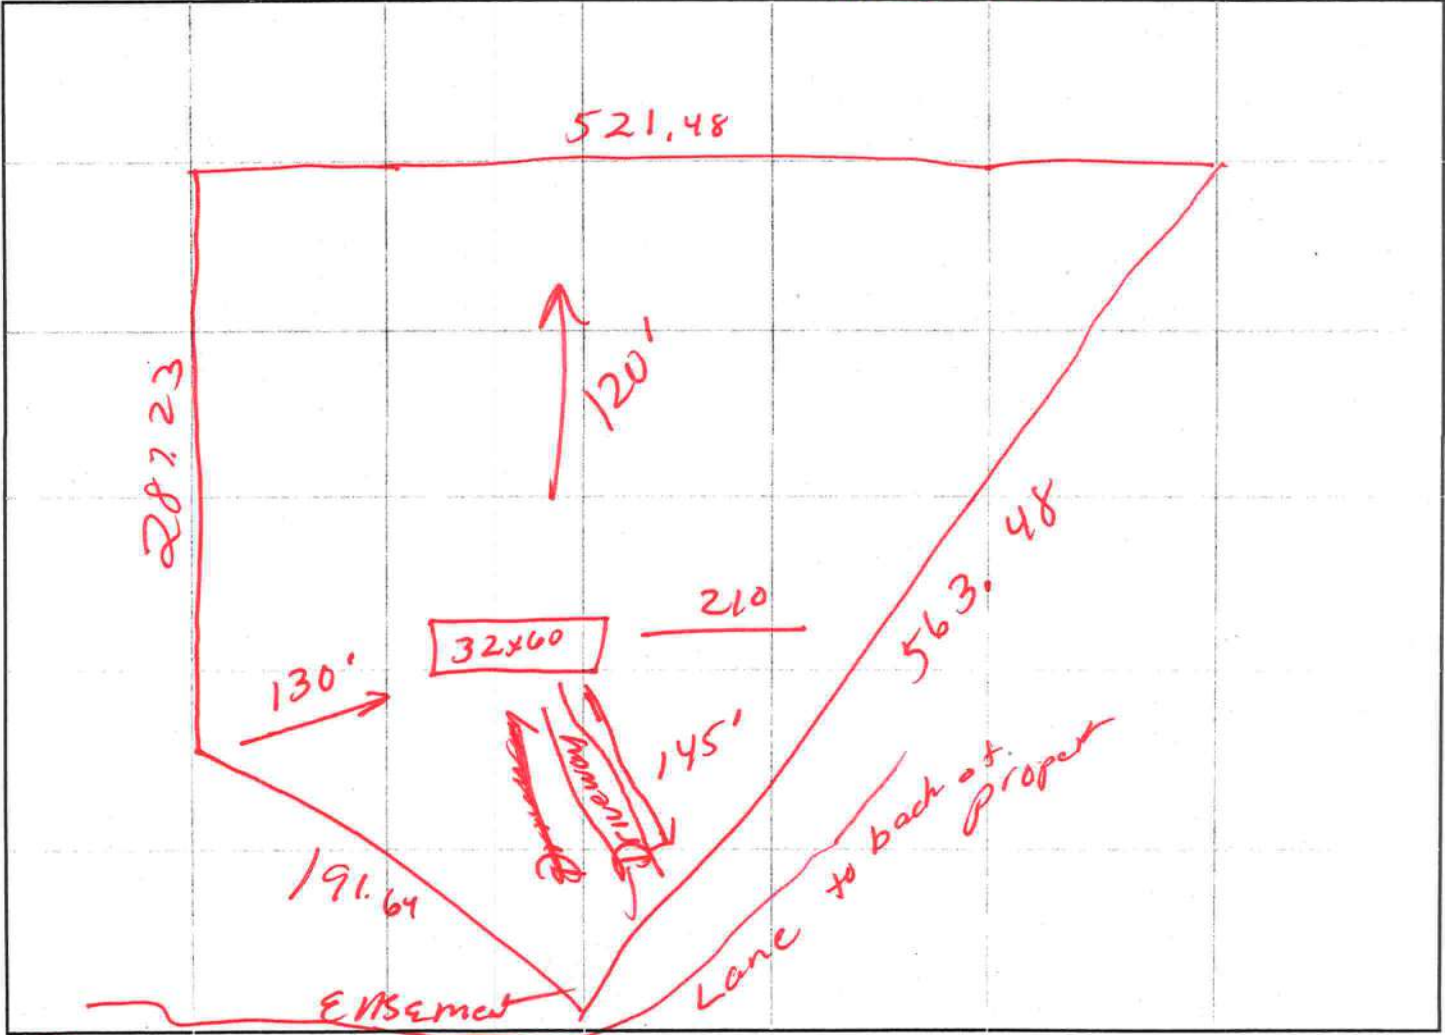 521.48
287.23
120'
563.48
210
32x60
130'
145'
Driveway
191.64
Lane to back of
propert
EASEMENT